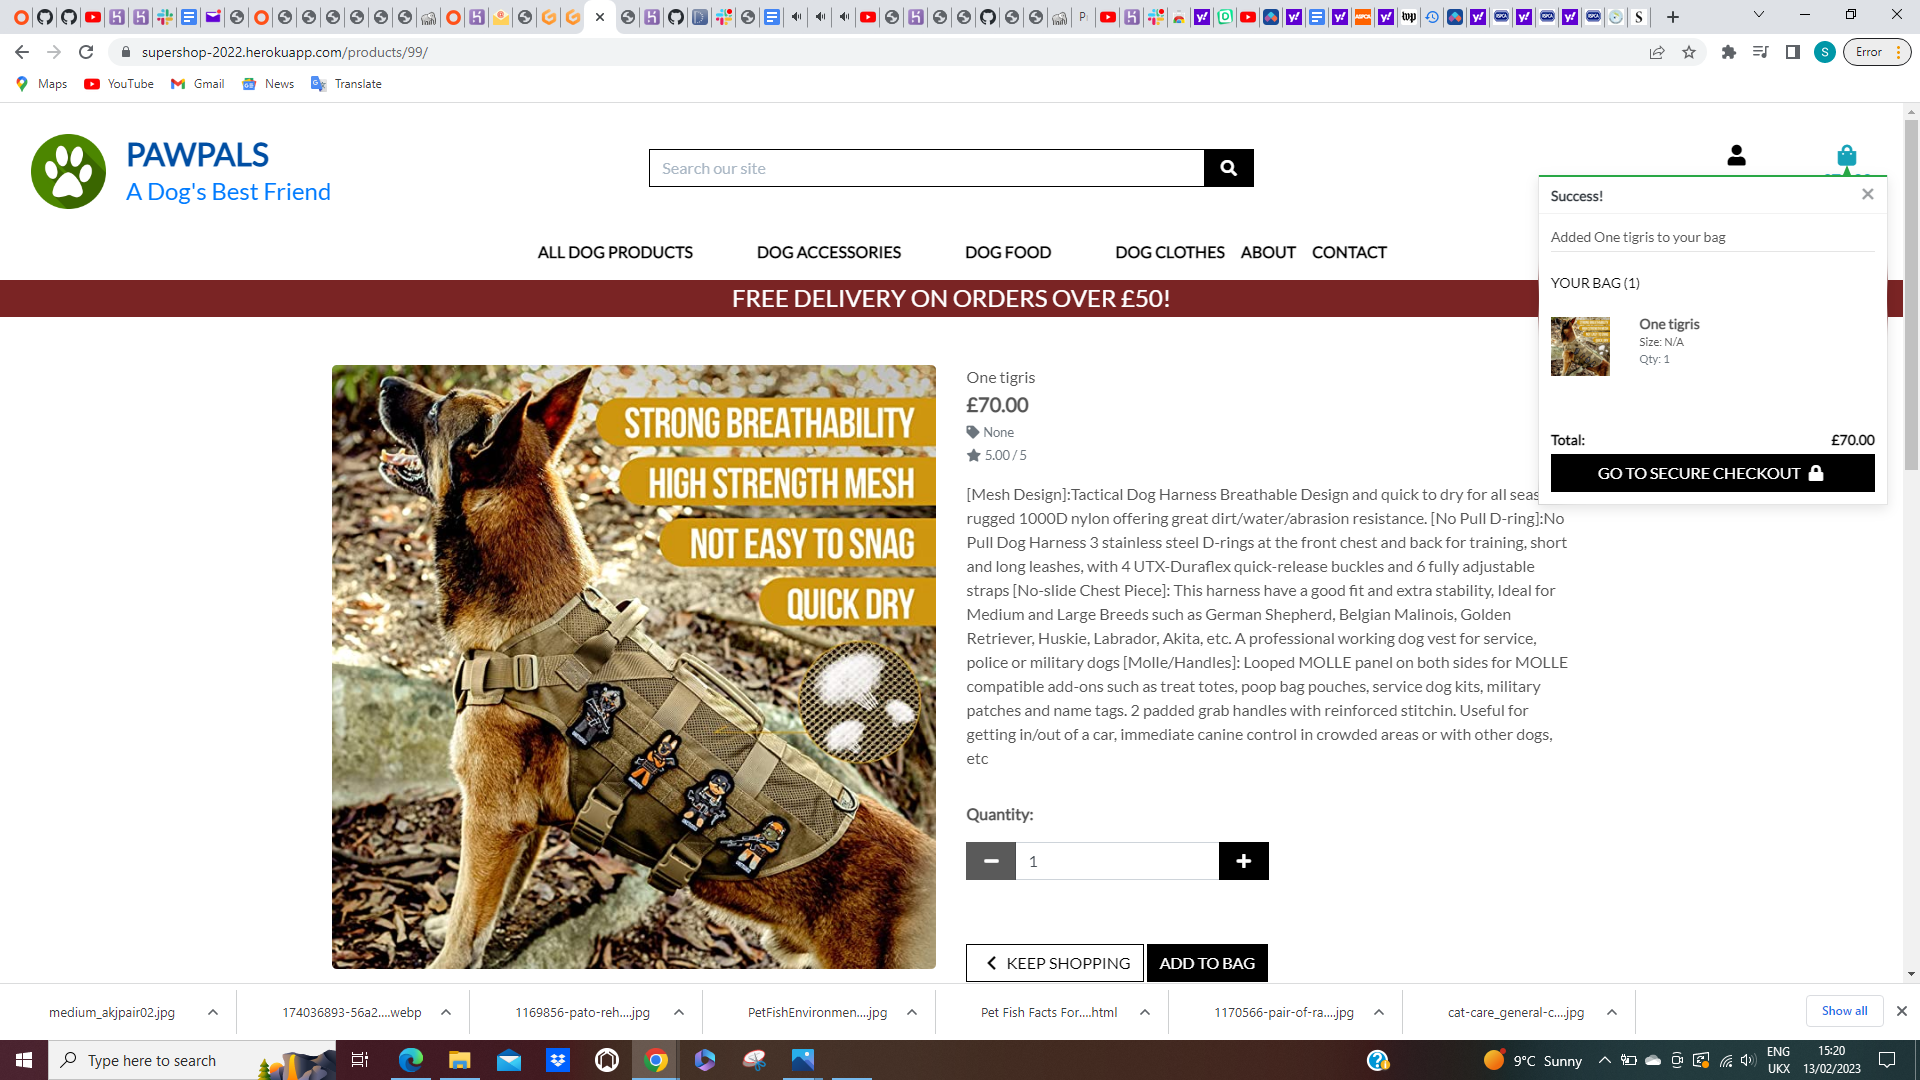 supershop-2022.herokuapp.com/products/99/
S
Error
Maps
YouTube
Gmail
News
Translate
PAWPALS
A Dog's Best Friend
Search our site
Success!
Added One tigris to your bag
YOUR BAG (1)
One tigris
Size: N/A
Qty: 1
Total:
£70.00
GO TO SECURE CHECKOUT
ALL DOG PRODUCTS
DOG ACCESSORIES
DOG FOOD
DOG CLOTHES
ABOUT
CONTACT
FREE DELIVERY ON ORDERS OVER £50!
STRONG BREATHABILITY
HIGH STRENGTH MESH
NOT EASY TO SNAG
QUICK DRY
One tigris
£70.00
None
5.00 / 5
[Mesh Design]:Tactical Dog Harness Breathable Design and quick to dry for all
rugged 1000D nylon offering great dirt/water/abrasion resistance. [No Pull D-ring]:No
Pull Dog Harness 3 stainless steel D-rings at the front chest and back for training, short
and long leashes, with 4 UTX-Duraflex quick-release buckles and 6 fully adjustable
straps [No-slide Chest Piece]: This harness have a good fit and extra stability, Ideal for
Medium and Large Breeds such as German Shepherd, Belgian Malinois, Golden
Retriever, Huskie, Labrador, Akita, etc. A professional working dog vest for service,
police or military dogs [Molle/Handles]: Looped MOLLE panel on both sides for MOLLE
compatible add-ons such as treat totes, poop bag pouches, service dog kits, military
patches and name tags. 2 padded grab handles with reinforced stitchin. Useful for
getting in/out of a car, immediate canine control in crowded areas or with other dogs,
etc
Quantity:
1
KEEP SHOPPING
ADD TO BAG
medium_akjpair02.jpg
174036893-56a2....webp
1169856-pato-reh....jpg
PetFishEnvironmen....jpg
Pet Fish Facts For....html
1170566-pair-of-ra....jpg
cat-care_general-c....jpg
Show all
Type here to search
9°C Sunny
ENG
UKX
15:20
13/02/2023